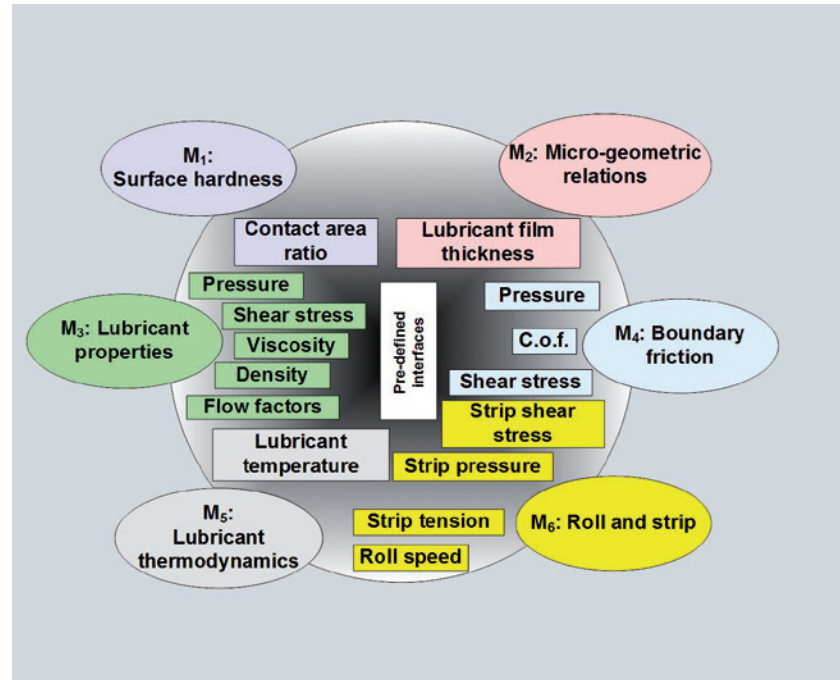 M₁:
Surface hardness
M₂: Micro-geometric
relations
Contact area
ratio
Lubricant film
thickness
Pressure
Shear stress
Viscosity
Density
Flow factors
M₃: Lubricant
properties
Pre-defined
interfaces
Pressure
C.o.f.
Shear stress
M₄: Boundary
friction
Strip shear
stress
Lubricant
temperature
Strip pressure
M₅:
Lubricant
thermodynamics
Strip tension
Roll speed
M₆: Roll and strip